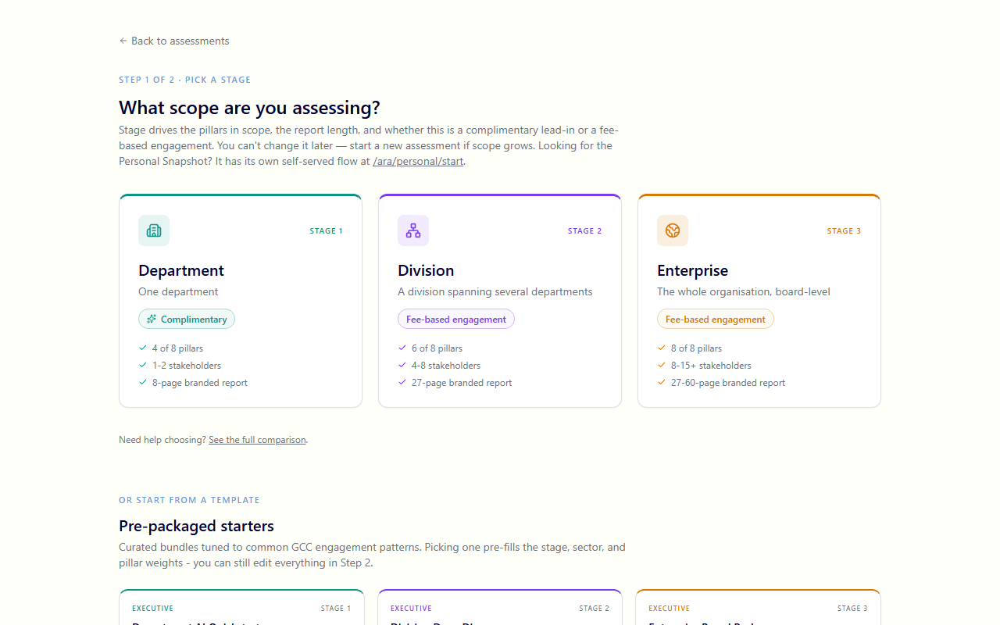 ← Back to assessments
STEP 1 OF 2 · PICK A STAGE
What scope are you assessing?
Stage drives the pillars in scope, the report length, and whether this is a complimentary lead-in or a fee-
based engagement. You can't change it later — start a new assessment if scope grows. Looking for the
Personal Snapshot? It has its own self-served flow at /ara/personal/start.
STAGE 1
Department
One department
Complimentary
4 of 8 pillars
1-2 stakeholders
8-page branded report
STAGE 2
Division
A division spanning several departments
Fee-based engagement
6 of 8 pillars
4-8 stakeholders
27-page branded report
STAGE 3
Enterprise
The whole organisation, board-level
Fee-based engagement
8 of 8 pillars
8-15+ stakeholders
27-60-page branded report
Need help choosing? See the full comparison.
OR START FROM A TEMPLATE
Pre-packaged starters
Curated bundles tuned to common GCC engagement patterns. Picking one pre-fills the stage, sector, and
pillar weights - you can still edit everything in Step 2.
EXECUTIVE STAGE 1
EXECUTIVE STAGE 2
EXECUTIVE STAGE 3